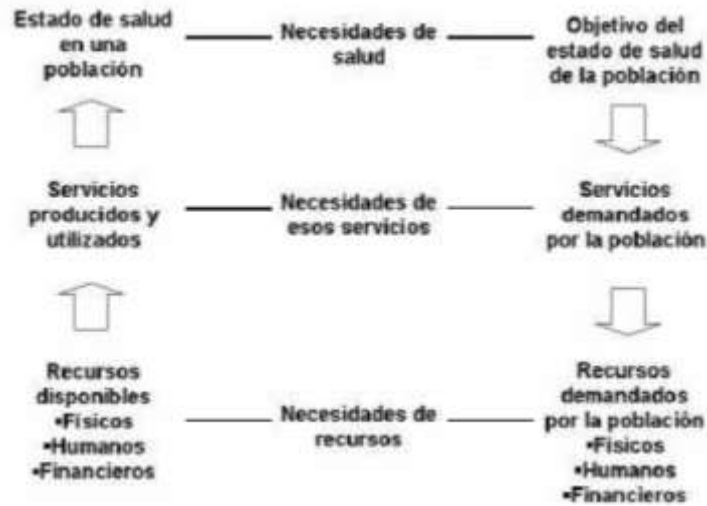 Estado de salud
en una
población
Necesidades de
salud
Objetivo del
estado de salud
de la población
Servicios
producidos y
utilizados
Necesidades de
esos servicios
Servicios
demandados
por la población
Recursos
disponibles
▪Físicos
▪Humanos
▪Financieros
Necesidades de
recursos
Recursos
demandados
por la población
▪Físicos
▪Humanos
▪Financieros